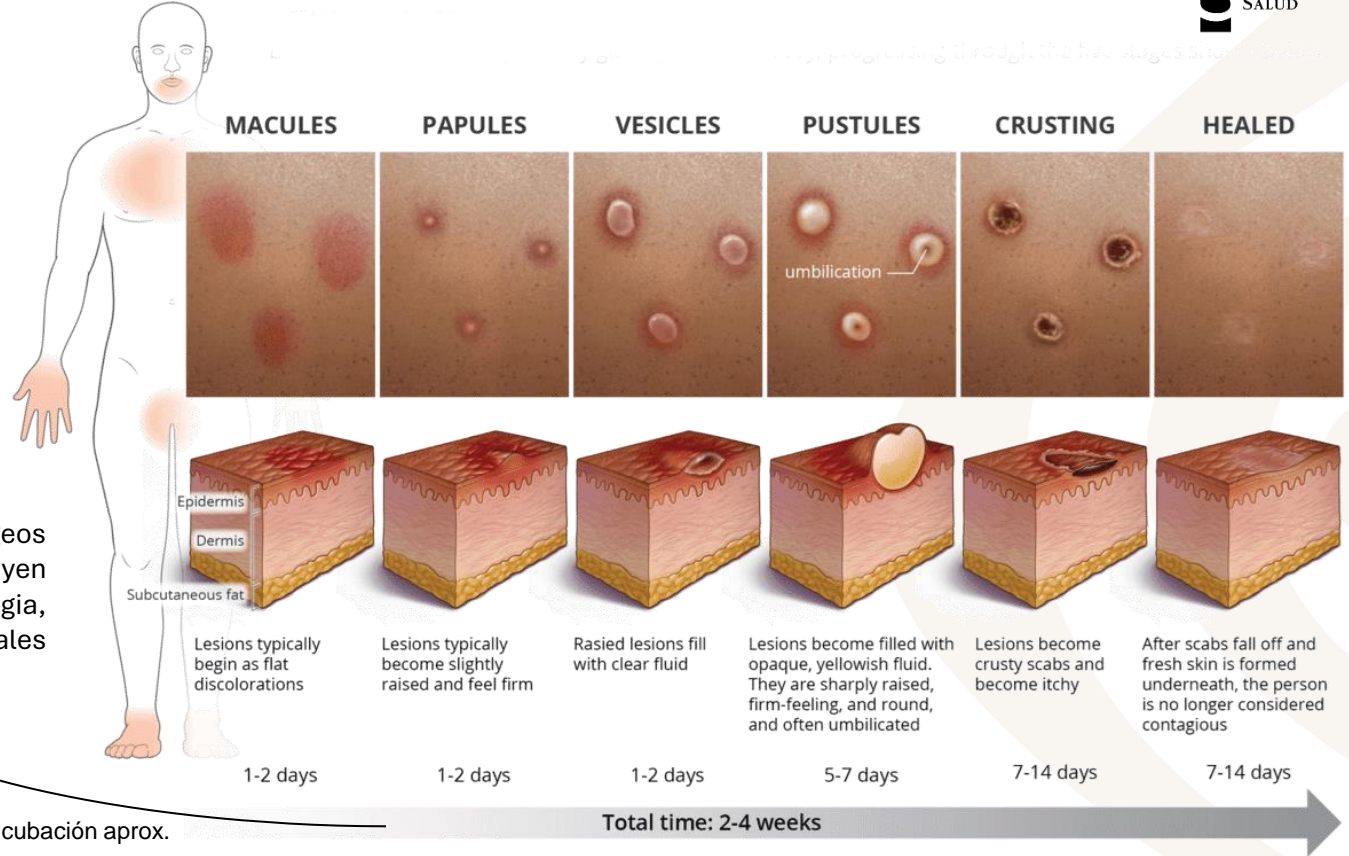 SALUD
progressing through the five stages
MACULES
PAPULES
VESICLES
PUSTULES
CRUSTING
HEALED
umbilication
Epidermis
Dermis
Subcutaneous fat
eos
yen
gia,
ales
Lesions typically
begin as flat
discolorations
Lesions typically
become slightly
raised and feel firm
Rasied lesions fill
with clear fluid
Lesions become filled with
opaque, yellowish fluid.
They are sharply raised,
firm-feeling, and round,
and often umbilicated
Lesions become
crusty scabs and
become itchy
After scabs fall off and
fresh skin is formed
underneath, the person
is no longer considered
contagious
1-2 days
1-2 days
1-2 days
5-7 days
7-14 days
7-14 days
Total time: 2-4 weeks
cubación aprox.